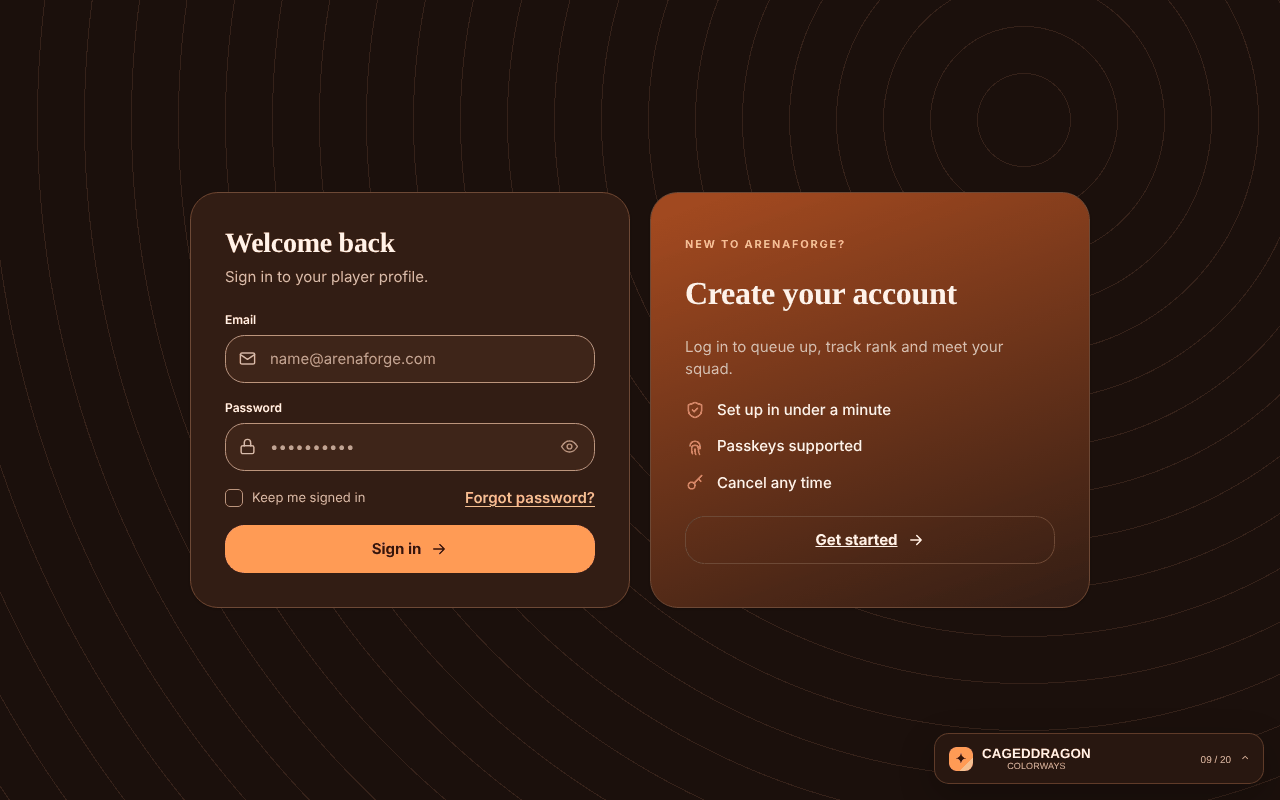 Welcome back
Sign in to your player profile.
Email
name@arenaforge.com
Password
••••••••••
Keep me signed in
Forgot password?
Sign in →
NEW TO ARENAFORGE?
Create your account
Log in to queue up, track rank and meet your
squad.
Set up in under a minute
Passkeys supported
Cancel any time
Get started →
CAGEDDRAGON
COLORWAYS
09 / 20